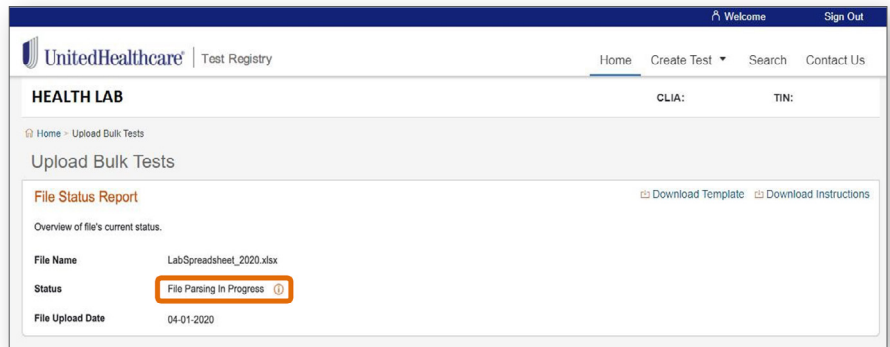 Welcome Sign Out
UnitedHealthcare® Test Registry Home Create Test Search Contact Us
HEALTH LAB CLIA: TIN:
Home > Upload Bulk Tests
Upload Bulk Tests
File Status Report Download Template Download Instructions
Overview of file's current status.
File Name LabSpreadsheet_2020.xlsx
Status File Parsing In Progress
File Upload Date 04-01-2020